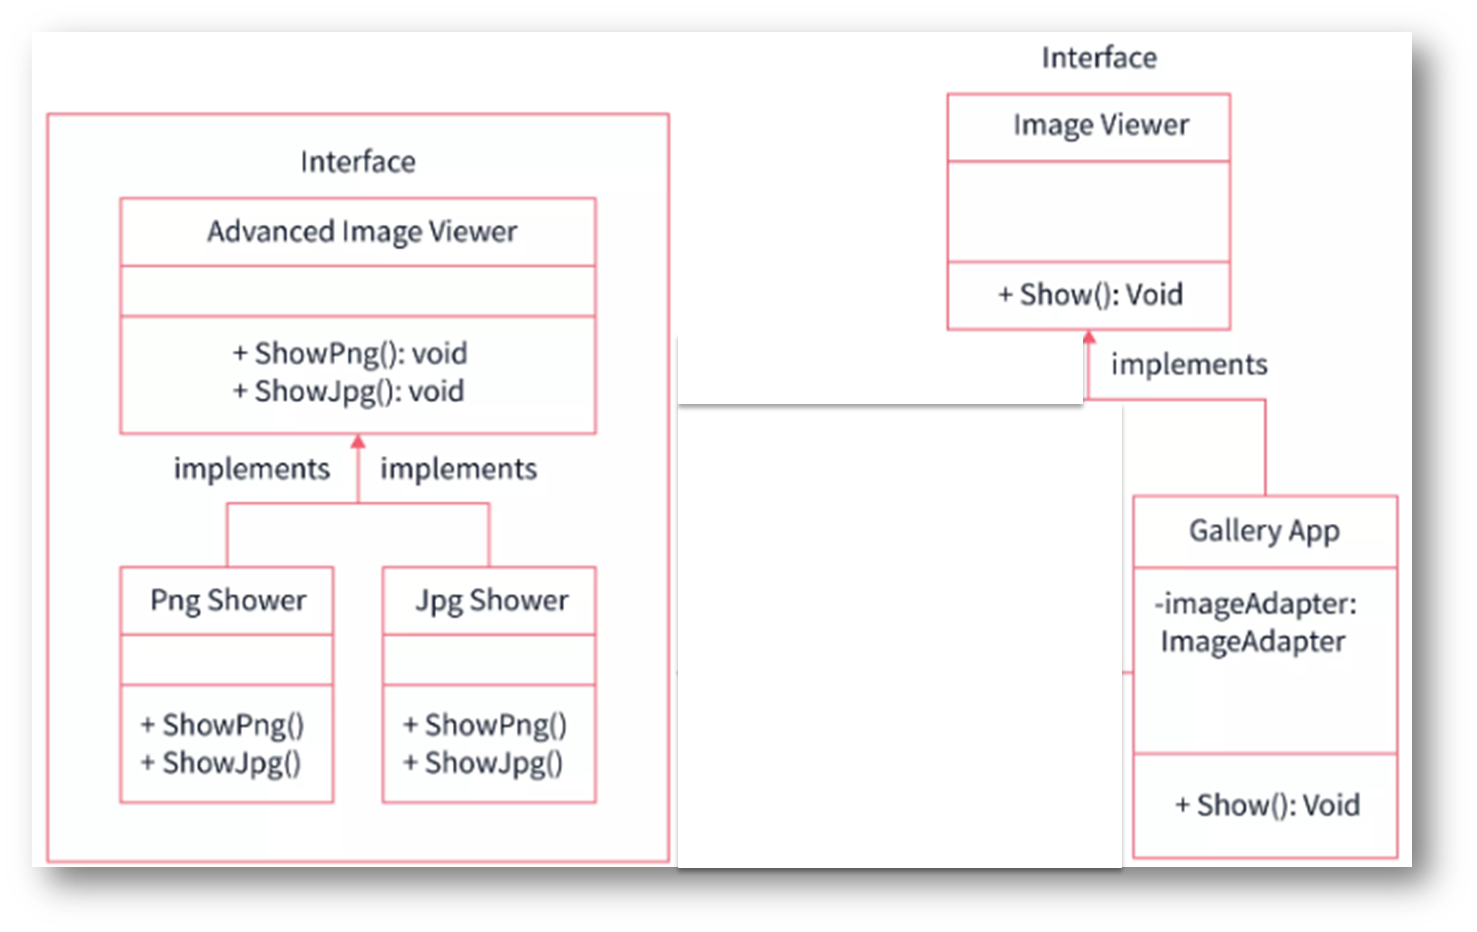 Interface
Advanced Image Viewer
+ ShowPng(): void
+ ShowJpg(): void
implements
implements
Png Shower
+ ShowPng()
+ ShowJpg()
Jpg Shower
+ ShowPng()
+ ShowJpg()
Interface
Image Viewer
+ Show(): Void
implements
Gallery App
-imageAdapter:
ImageAdapter
+ Show(): Void